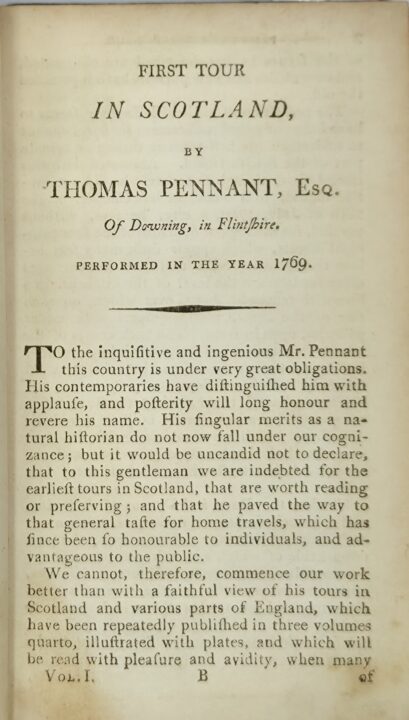 FIRST TOUR
IN SCOTLAND,
BY
THOMAS PENNANT, Esq.
Of Downing, in Flintſhire.
PERFORMED IN THE YEAR 1769.
TO the inquiſitive and ingenious Mr. Pennant
this country is under very great obligations.
His contemporaries have diſtinguiſhed him with
applauſe, and poſterity will long honour and
revere his name. His ſingular merits as a na-
tural hiſtorian do not now fall under our cogni-
zance; but it would be uncandid not to declare,
that to this gentleman we are indebted for the
earlieſt tours in Scotland, that are worth reading
or preſerving; and that he paved the way to
that general taſte for home travels, which has
ſince been ſo honourable to individuals, and ad-
vantageous to the public.
We cannot, therefore, commence our work
better than with a faithful view of his tours in
Scotland and various parts of England, which
have been repeatedly publiſhed in three volumes
quarto, illuſtrated with plates, and which will
be read with pleaſure and avidity, when many
VOL. I. B of